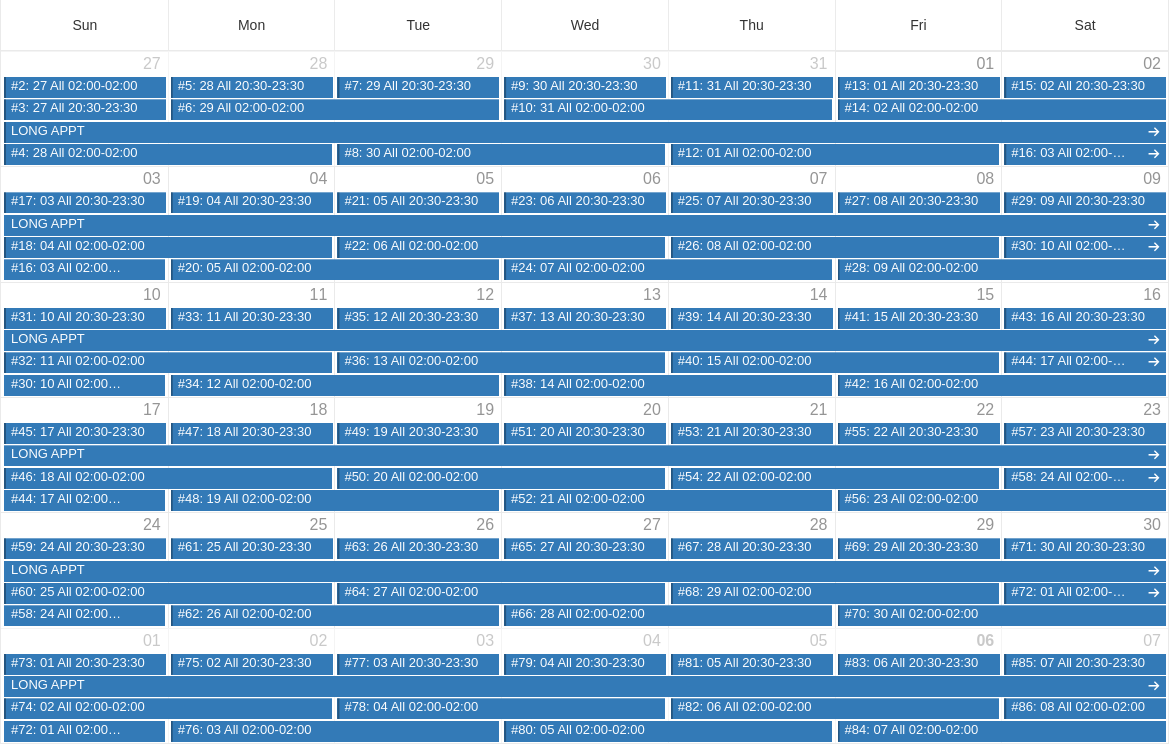 Sun Mon Tue Wed Thu Fri Sat
27 28 29 30 31 01 02
#2: 27 All 02:00-02:00 #5: 28 All 20:30-23:30 #7: 29 All 20:30-23:30 #9: 30 All 20:30-23:30 #11: 31 All 20:30-23:30 #13: 01 All 20:30-23:30 #15: 02 All 20:30-23:30
#3: 27 All 20:30-23:30 #6: 29 All 02:00-02:00 #10: 31 All 02:00-02:00 #14: 02 All 02:00-02:00
LONG APPT
#4: 28 All 02:00-02:00 #8: 30 All 02:00-02:00 #12: 01 All 02:00-02:00 #16: 03 All 02:00-…
03 04 05 06 07 08 09
#17: 03 All 20:30-23:30 #19: 04 All 20:30-23:30 #21: 05 All 20:30-23:30 #23: 06 All 20:30-23:30 #25: 07 All 20:30-23:30 #27: 08 All 20:30-23:30 #29: 09 All 20:30-23:30
LONG APPT
#18: 04 All 02:00-02:00 #22: 06 All 02:00-02:00 #26: 08 All 02:00-02:00 #30: 10 All 02:00-…
#16: 03 All 02:00… #20: 05 All 02:00-02:00 #24: 07 All 02:00-02:00 #28: 09 All 02:00-02:00
10 11 12 13 14 15 16
#31: 10 All 20:30-23:30 #33: 11 All 20:30-23:30 #35: 12 All 20:30-23:30 #37: 13 All 20:30-23:30 #39: 14 All 20:30-23:30 #41: 15 All 20:30-23:30 #43: 16 All 20:30-23:30
LONG APPT
#32: 11 All 02:00-02:00 #36: 13 All 02:00-02:00 #40: 15 All 02:00-02:00 #44: 17 All 02:00-…
#30: 10 All 02:00… #34: 12 All 02:00-02:00 #38: 14 All 02:00-02:00 #42: 16 All 02:00-02:00
17 18 19 20 21 22 23
#45: 17 All 20:30-23:30 #47: 18 All 20:30-23:30 #49: 19 All 20:30-23:30 #51: 20 All 20:30-23:30 #53: 21 All 20:30-23:30 #55: 22 All 20:30-23:30 #57: 23 All 20:30-23:30
LONG APPT
#46: 18 All 02:00-02:00 #50: 20 All 02:00-02:00 #54: 22 All 02:00-02:00 #58: 24 All 02:00-…
#44: 17 All 02:00… #48: 19 All 02:00-02:00 #52: 21 All 02:00-02:00 #56: 23 All 02:00-02:00
24 25 26 27 28 29 30
#59: 24 All 20:30-23:30 #61: 25 All 20:30-23:30 #63: 26 All 20:30-23:30 #65: 27 All 20:30-23:30 #67: 28 All 20:30-23:30 #69: 29 All 20:30-23:30 #71: 30 All 20:30-23:30
LONG APPT
#60: 25 All 02:00-02:00 #64: 27 All 02:00-02:00 #68: 29 All 02:00-02:00 #72: 01 All 02:00-…
#58: 24 All 02:00… #62: 26 All 02:00-02:00 #66: 28 All 02:00-02:00 #70: 30 All 02:00-02:00
01 02 03 04 05 06 07
#73: 01 All 20:30-23:30 #75: 02 All 20:30-23:30 #77: 03 All 20:30-23:30 #79: 04 All 20:30-23:30 #81: 05 All 20:30-23:30 #83: 06 All 20:30-23:30 #85: 07 All 20:30-23:30
LONG APPT
#74: 02 All 02:00-02:00 #78: 04 All 02:00-02:00 #82: 06 All 02:00-02:00 #86: 08 All 02:00-02:00
#72: 01 All 02:00… #76: 03 All 02:00-02:00 #80: 05 All 02:00-02:00 #84: 07 All 02:00-02:00